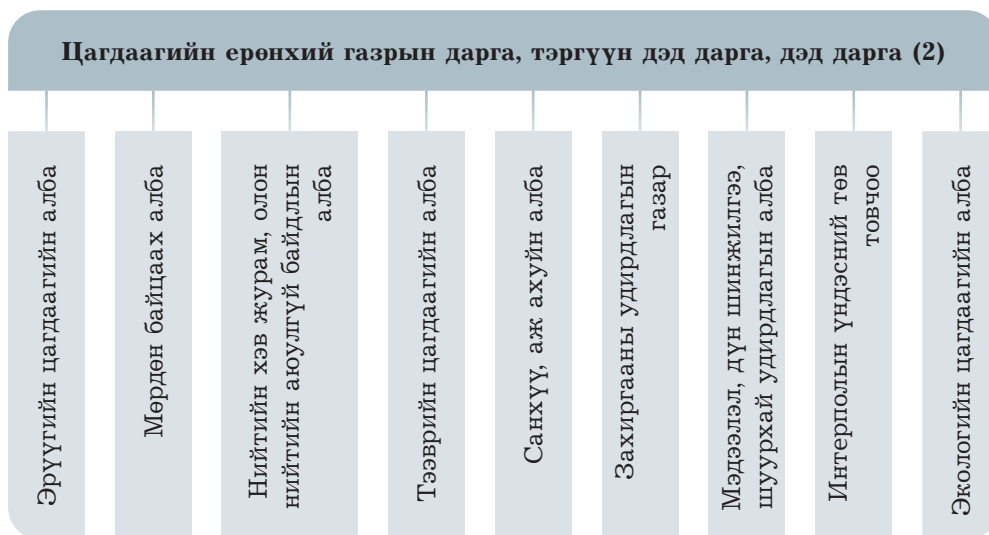 Цагдаагийн ерөнхий газрын дарга, тэргүүн дэд дарга, дэд дарга (2)
Эрүүгийн цагдаагийн алба
Мөрдөн байцаах алба
Нийтийн хэв журам, олон
нийтийн аюулгүй байдлын
алба
Тээврийн цагдаагийн алба
Санхүү, аж ахуйн алба
Захиргааны удирдлагын
газар
Мэдээлэл, дүн шинжилгээ,
шуурхай удирдлагын алба
Интерполын үндэсний төв
товчоо
Экологийн цагдаагийн алба